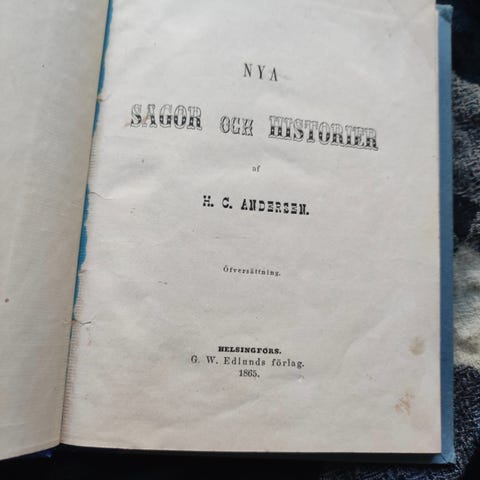 NYA
SAGOR OCH HISTORIER
af
H. C. ANDERSEN.
Öfversättning.
HELSINGFORS.
G. W. Edlunds förlag.
1865.